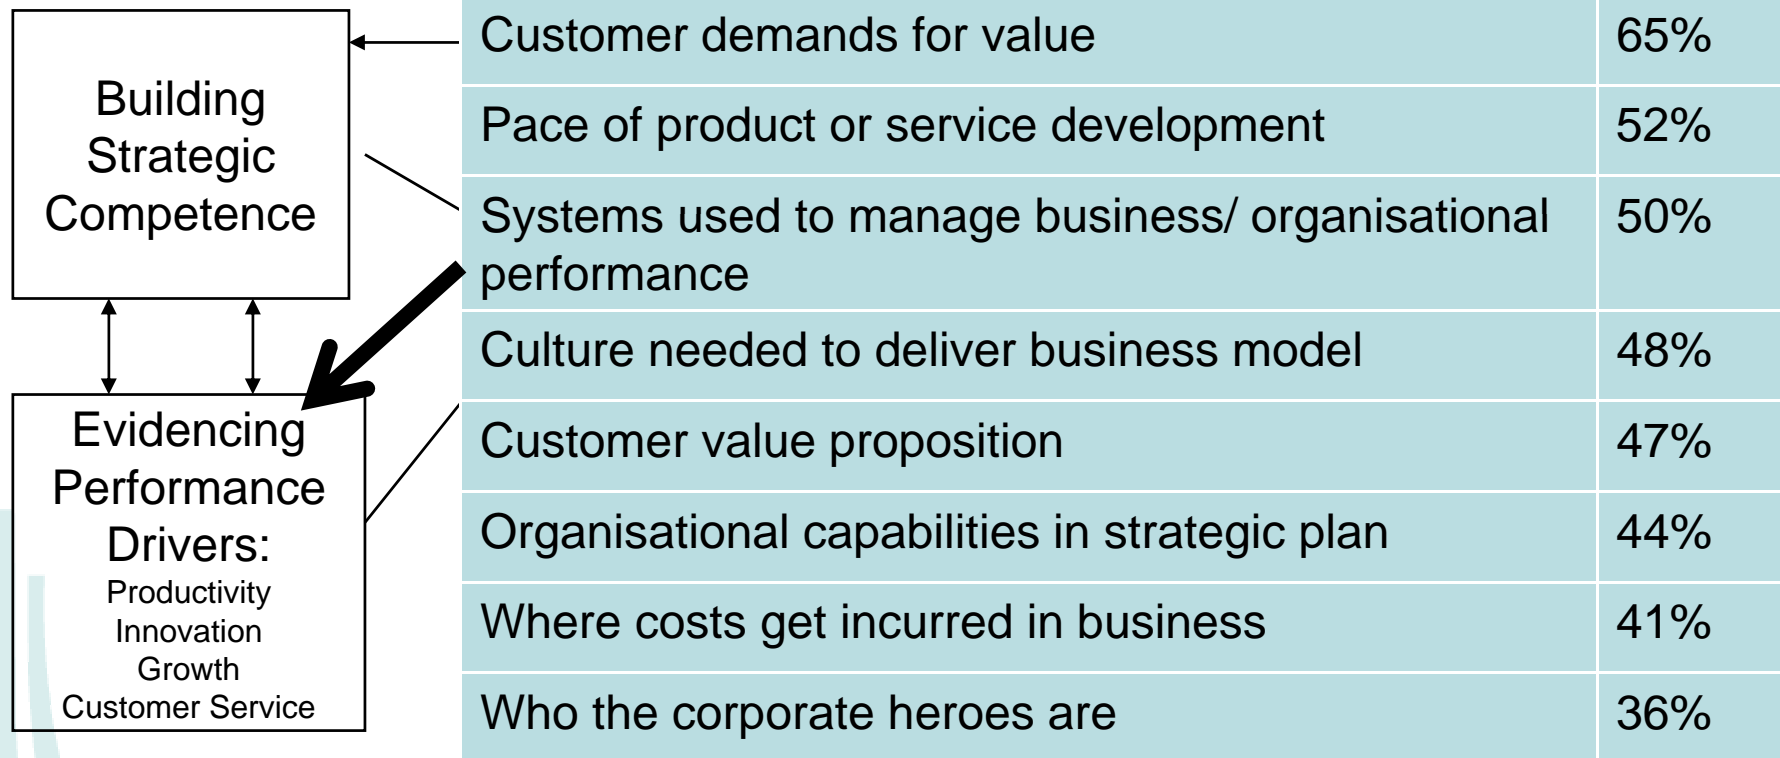 Building
Strategic
Competence
Evidencing
Performance
Drivers:
Productivity
Innovation
Growth
Customer Service
Customer demands for value 65%
Pace of product or service development 52%
Systems used to manage business/ organisational 50%
performance
Culture needed to deliver business model 48%
Customer value proposition 47%
Organisational capabilities in strategic plan 44%
Where costs get incurred in business 41%
Who the corporate heroes are 36%